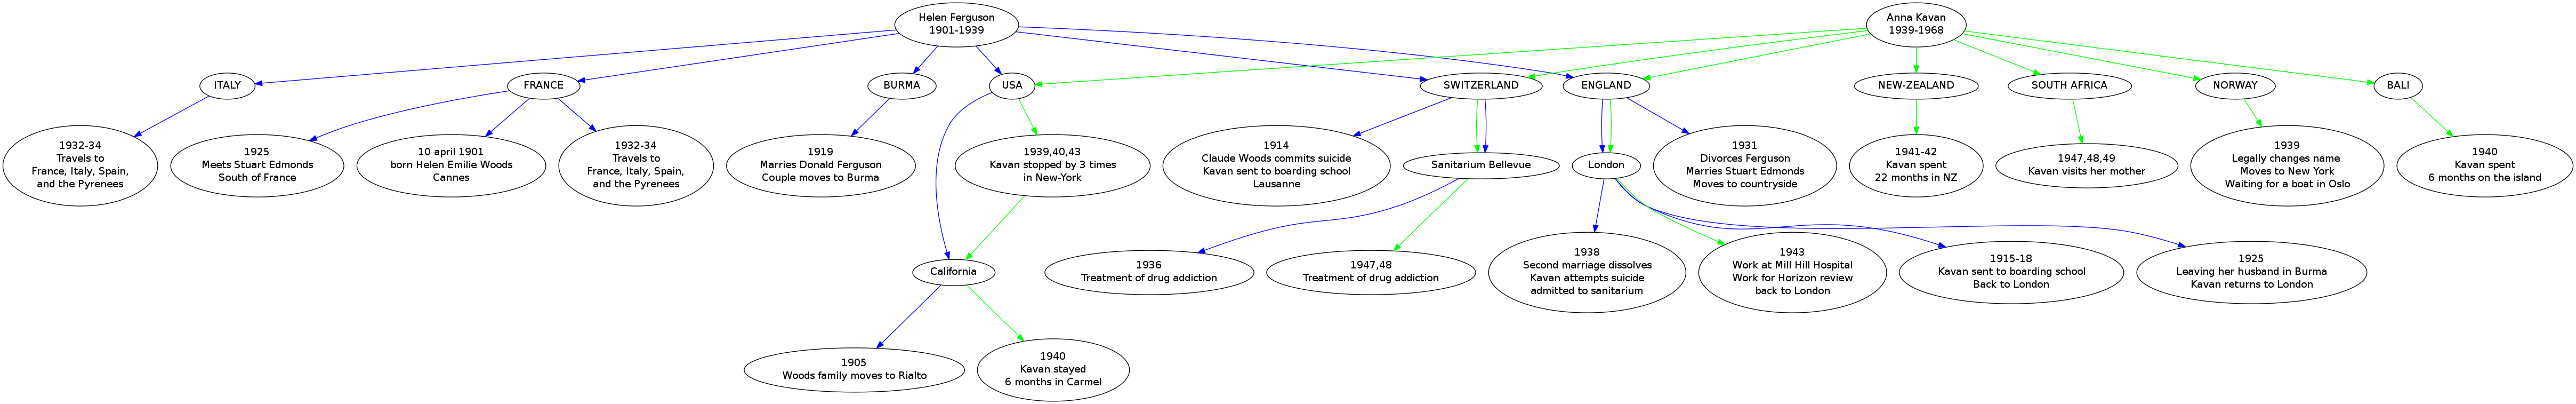 Helen Ferguson
1901-1939
Anna Kavan
1939-1968
ITALY
FRANCE
BURMA
USA
SWITZERLAND
ENGLAND
NEW-ZEALAND
SOUTH AFRICA
NORWAY
BALI
1932-34
Travels to
France, Italy, Spain,
and the Pyrenees
1925
Meets Stuart Edmonds
South of France
10 april 1901
born Helen Emilie Woods
Cannes
1932-34
Travels to
France, Italy, Spain,
and the Pyrenees
1919
Marries Donald Ferguson
Couple moves to Burma
1939,40,43
Kavan stopped by 3 times
in New-York
1914
Claude Woods commits suicide
Kavan sent to boarding school
Lausanne
Sanitarium Bellevue
London
1931
Divorces Ferguson
Marries Stuart Edmonds
Moves to countryside
1941-42
Kavan spent
22 months in NZ
1947,48,49
Kavan visits her mother
1939
Legally changes name
Moves to New York
Waiting for a boat in Oslo
1940
Kavan spent
6 months on the island
California
1936
Treatment of drug addiction
1947,48
Treatment of drug addiction
1938
Second marriage dissolves
Kavan attempts suicide
admitted to sanitarium
1943
Work at Mill Hill Hospital
Work for Horizon review
back to London
1915-18
Kavan sent to boarding school
Back to London
1925
Leaving her husband in Burma
Kavan returns to London
1905
Woods family moves to Rialto
1940
Kavan stayed
6 months in Carmel